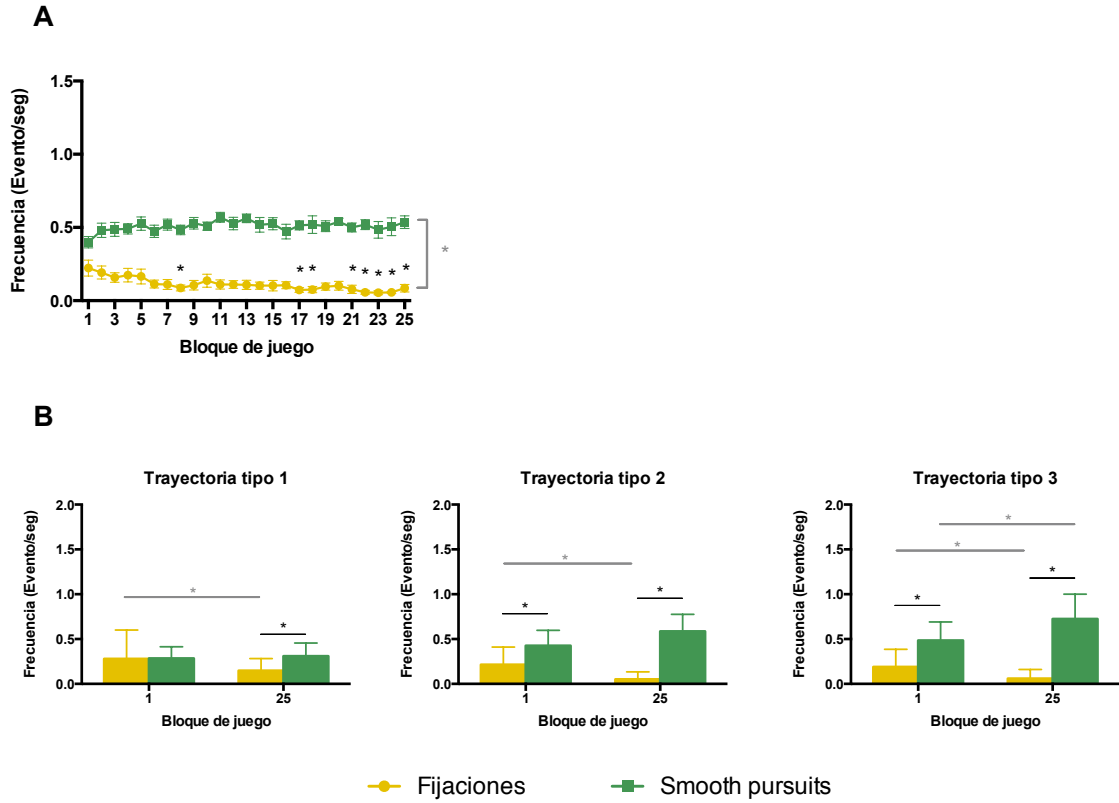 A
Frecuencia (Evento/seg)
1.5
1.0
0.5
0.0
* * * * * * * *
*
1 3 5 7 9 11 13 15 17 19 21 23 25
Bloque de juego
B
Trayectoria tipo 1
Frecuencia (Evento/seg)
2.0
1.5
1.0
0.5
0.0
*
*
1 25
Bloque de juego
Trayectoria tipo 2
Frecuencia (Evento/seg)
2.0
1.5
1.0
0.5
0.0
*
* *
1 25
Bloque de juego
Trayectoria tipo 3
Frecuencia (Evento/seg)
2.0
1.5
1.0
0.5
0.0
*
*
*
*
1 25
Bloque de juego
Fijaciones
Smooth pursuits